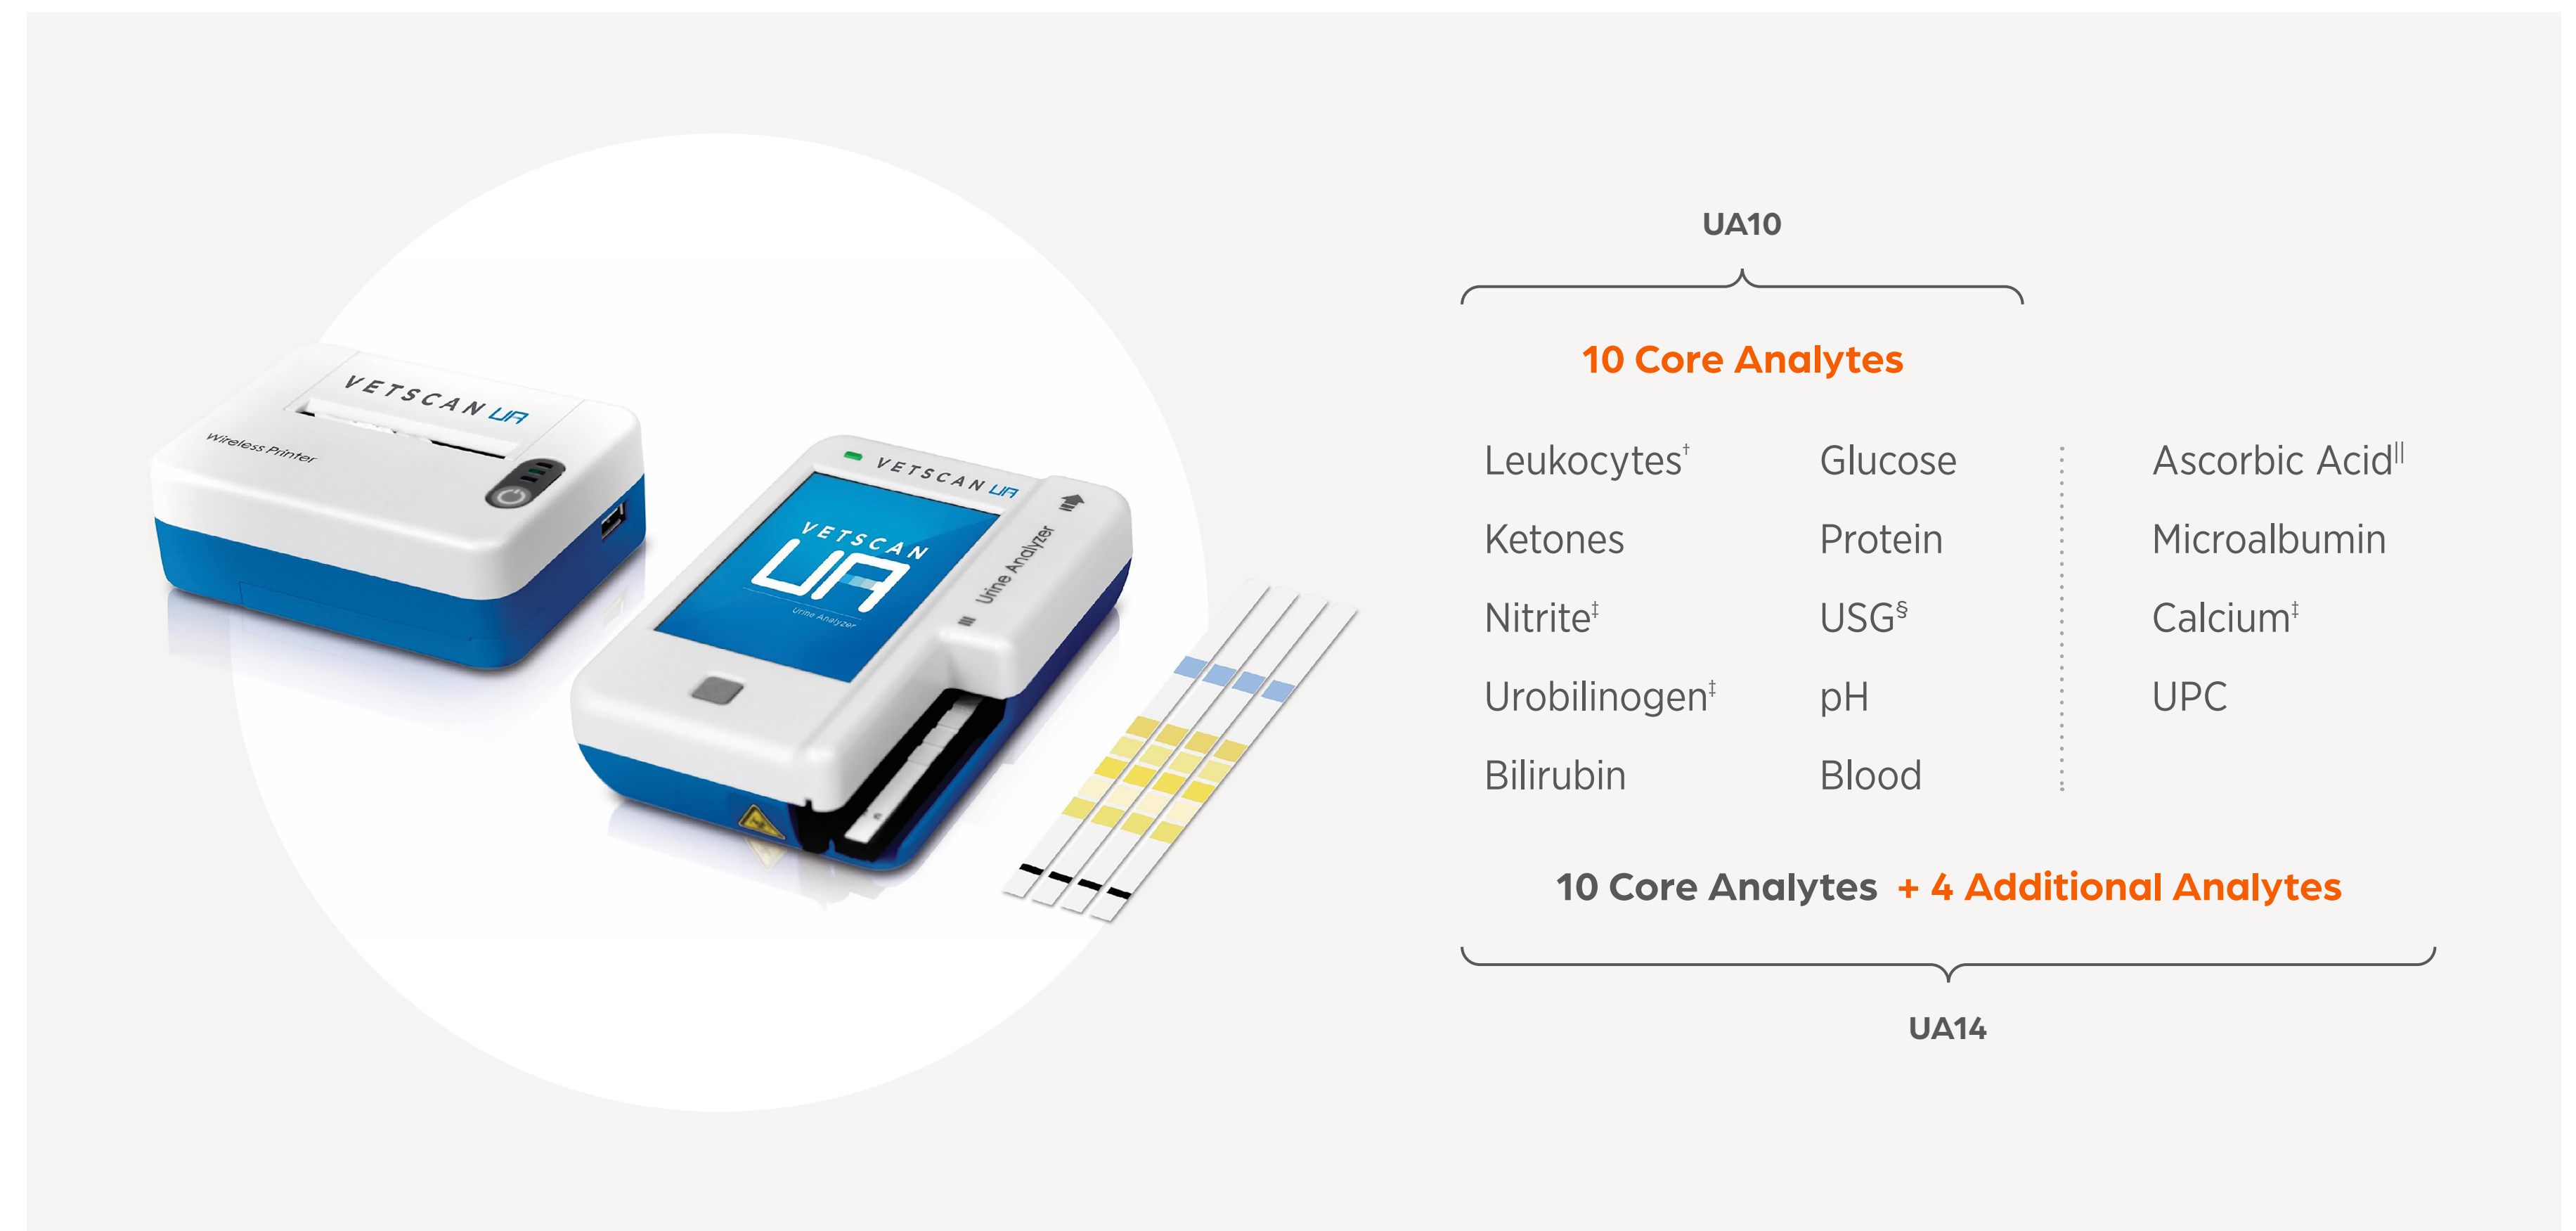 VETSCAN UA
Wireless Printer
VETSCAN UA
Urine Analyzer
VETSCAN
UA
Urine Analyzer
UA10
10 Core Analytes
Leukocytes† Glucose Ascorbic Acid||
Ketones Protein Microalbumin
Nitrite‡ USG§ Calcium‡
Urobilinogen‡ pH UPC
Bilirubin Blood
10 Core Analytes + 4 Additional Analytes
UA14